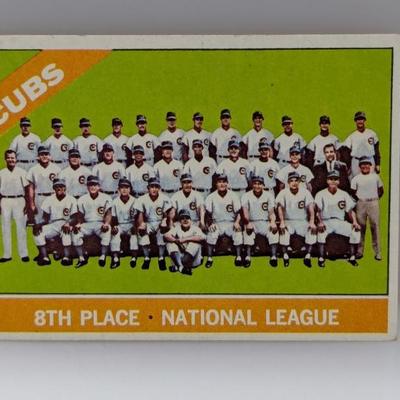 CUBS
8TH PLACE · NATIONAL LEAGUE